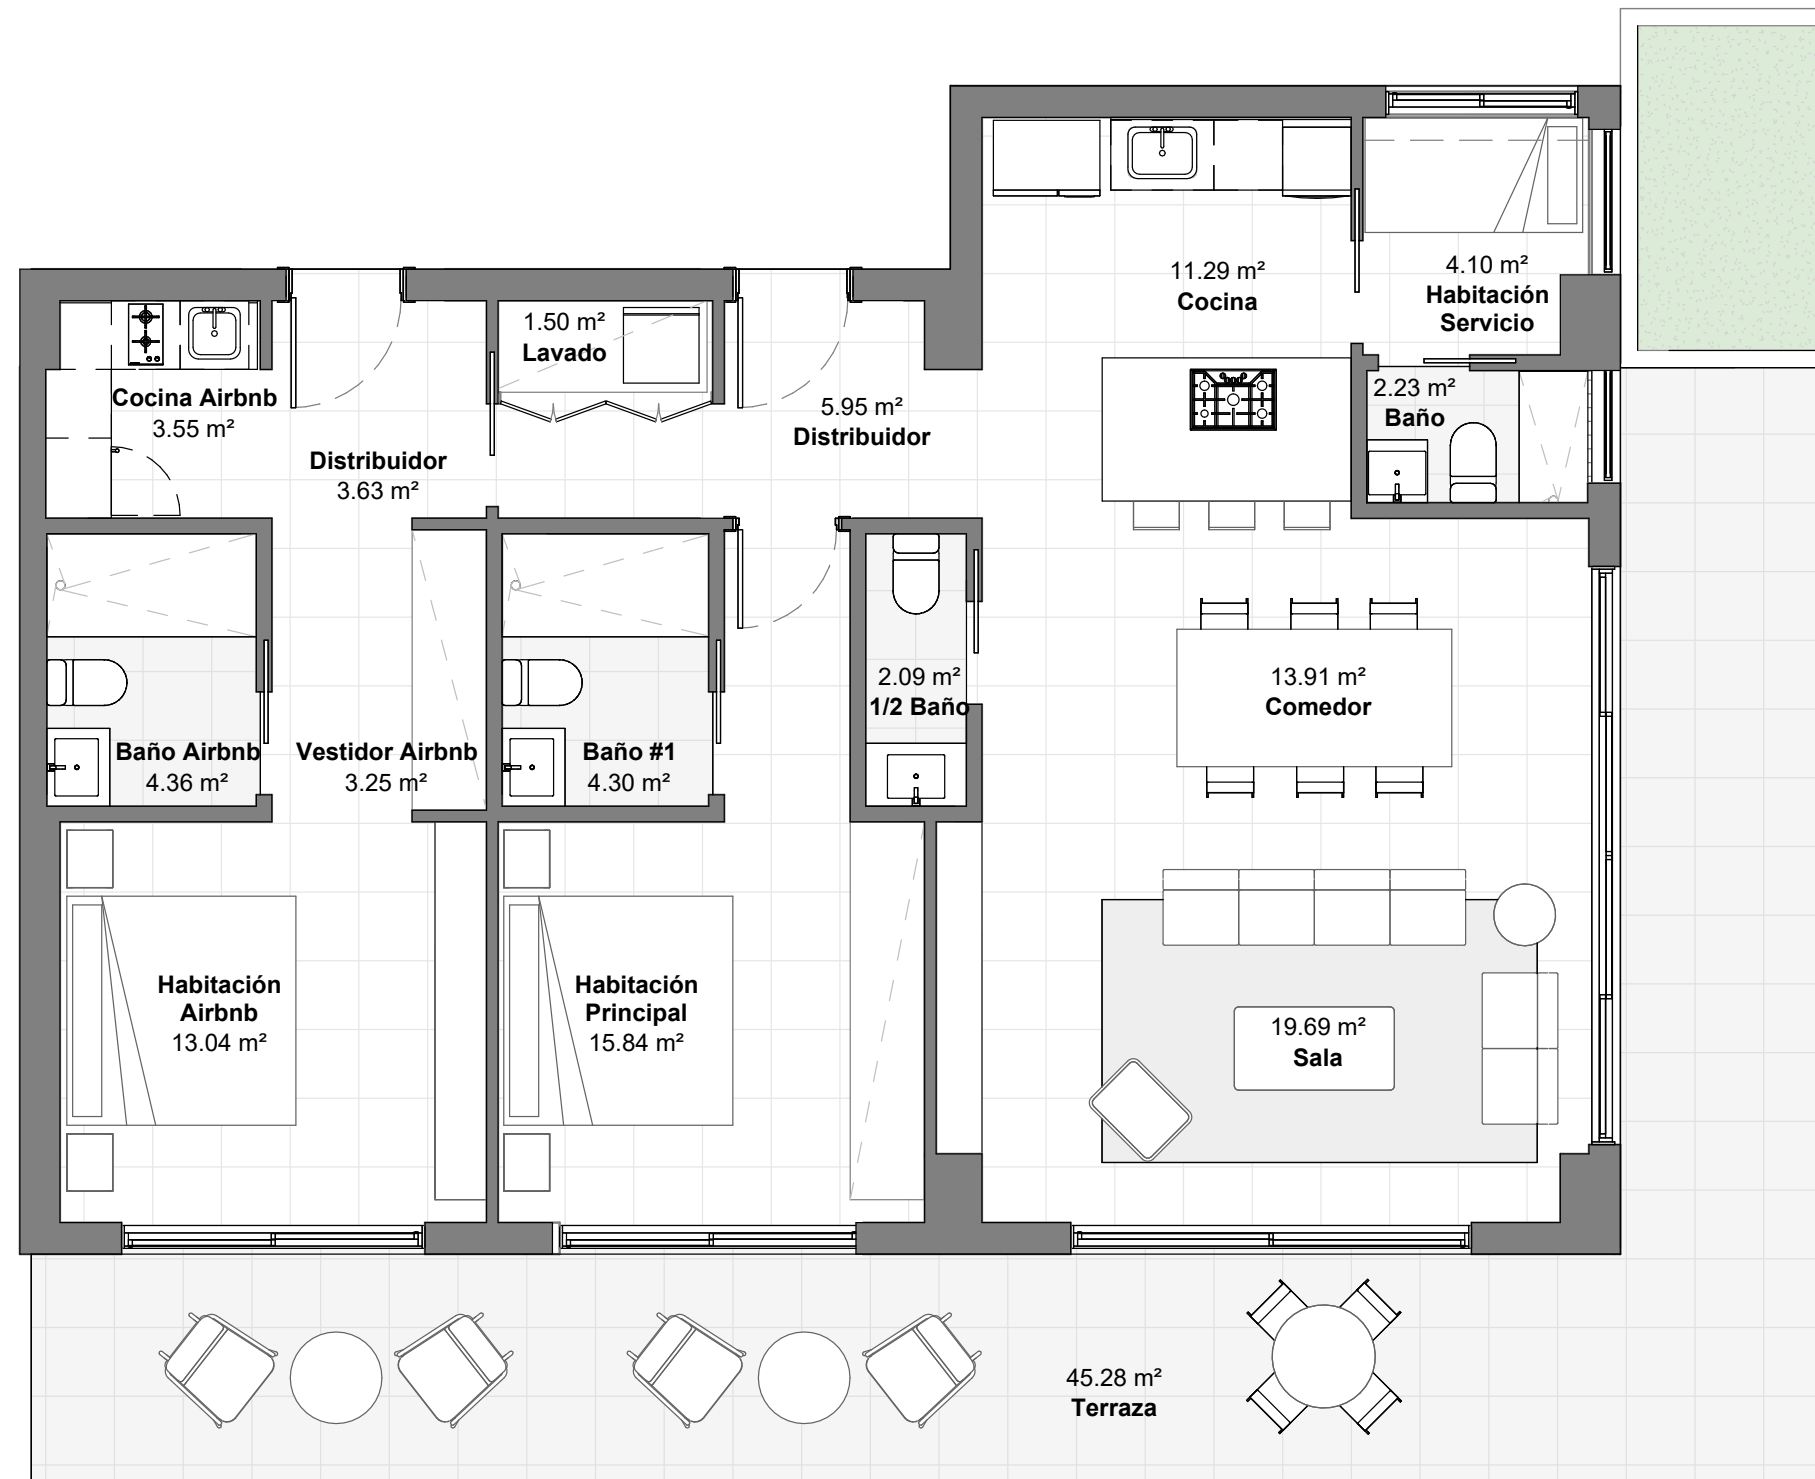 11.29 m²
Cocina
4.10 m²
Habitación
Servicio
1.50 m²
Lavado
Cocina Airbnb
3.55 m²
5.95 m²
Distribuidor
2.23 m²
Baño
Distribuidor
3.63 m²
2.09 m²
1/2 Baño
13.91 m²
Comedor
Baño Airbnb
4.36 m²
Vestidor Airbnb
3.25 m²
Baño #1
4.30 m²
Habitación
Airbnb
13.04 m²
Habitación
Principal
15.84 m²
19.69 m²
Sala
45.28 m²
Terraza